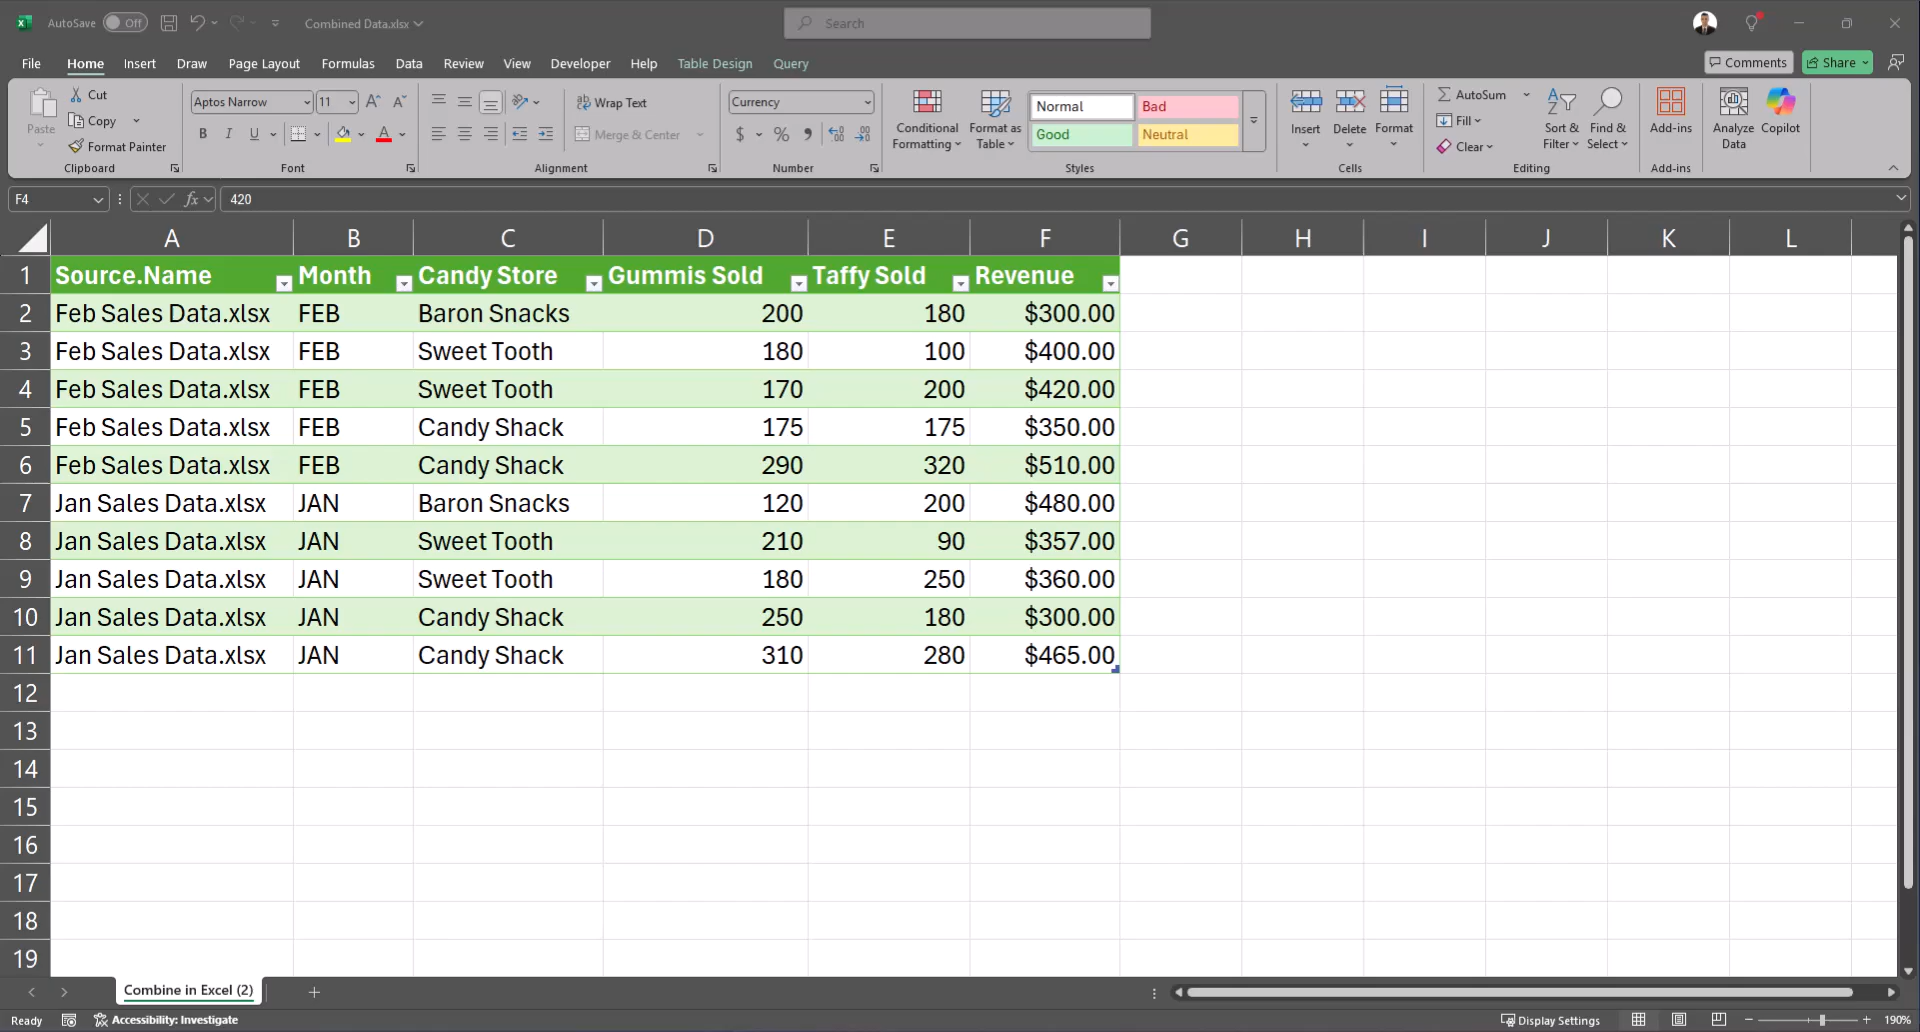 AutoSave Off Combined Data.xlsx Search
File Home Insert Draw Page Layout Formulas Data Review View Developer Help Table Design Query Comments Share
Paste
Cut
Copy
Format Painter
Clipboard
Aptos Narrow 11
B I U A
Font
Wrap Text
Merge & Center
Alignment
Currency
$ % ,
Number
Conditional Formatting
Format as Table
Normal Bad
Good Neutral
Styles
Insert Delete Format
Cells
AutoSum
Fill
Clear
Sort & Filter
Find & Select
Editing
Add-ins
Add-ins
Analyze Data
Copilot
F4 fx 420
A B C D E F G H I J K L
1 Source.Name Month Candy Store Gummis Sold Taffy Sold Revenue
2 Feb Sales Data.xlsx FEB Baron Snacks 200 180 $300.00
3 Feb Sales Data.xlsx FEB Sweet Tooth 180 100 $400.00
4 Feb Sales Data.xlsx FEB Sweet Tooth 170 200 $420.00
5 Feb Sales Data.xlsx FEB Candy Shack 175 175 $350.00
6 Feb Sales Data.xlsx FEB Candy Shack 290 320 $510.00
7 Jan Sales Data.xlsx JAN Baron Snacks 120 200 $480.00
8 Jan Sales Data.xlsx JAN Sweet Tooth 210 90 $357.00
9 Jan Sales Data.xlsx JAN Sweet Tooth 180 250 $360.00
10 Jan Sales Data.xlsx JAN Candy Shack 250 180 $300.00
11 Jan Sales Data.xlsx JAN Candy Shack 310 280 $465.00
12
13
14
15
16
17
18
19
Combine in Excel (2)
Ready Accessibility: Investigate Display Settings 190%